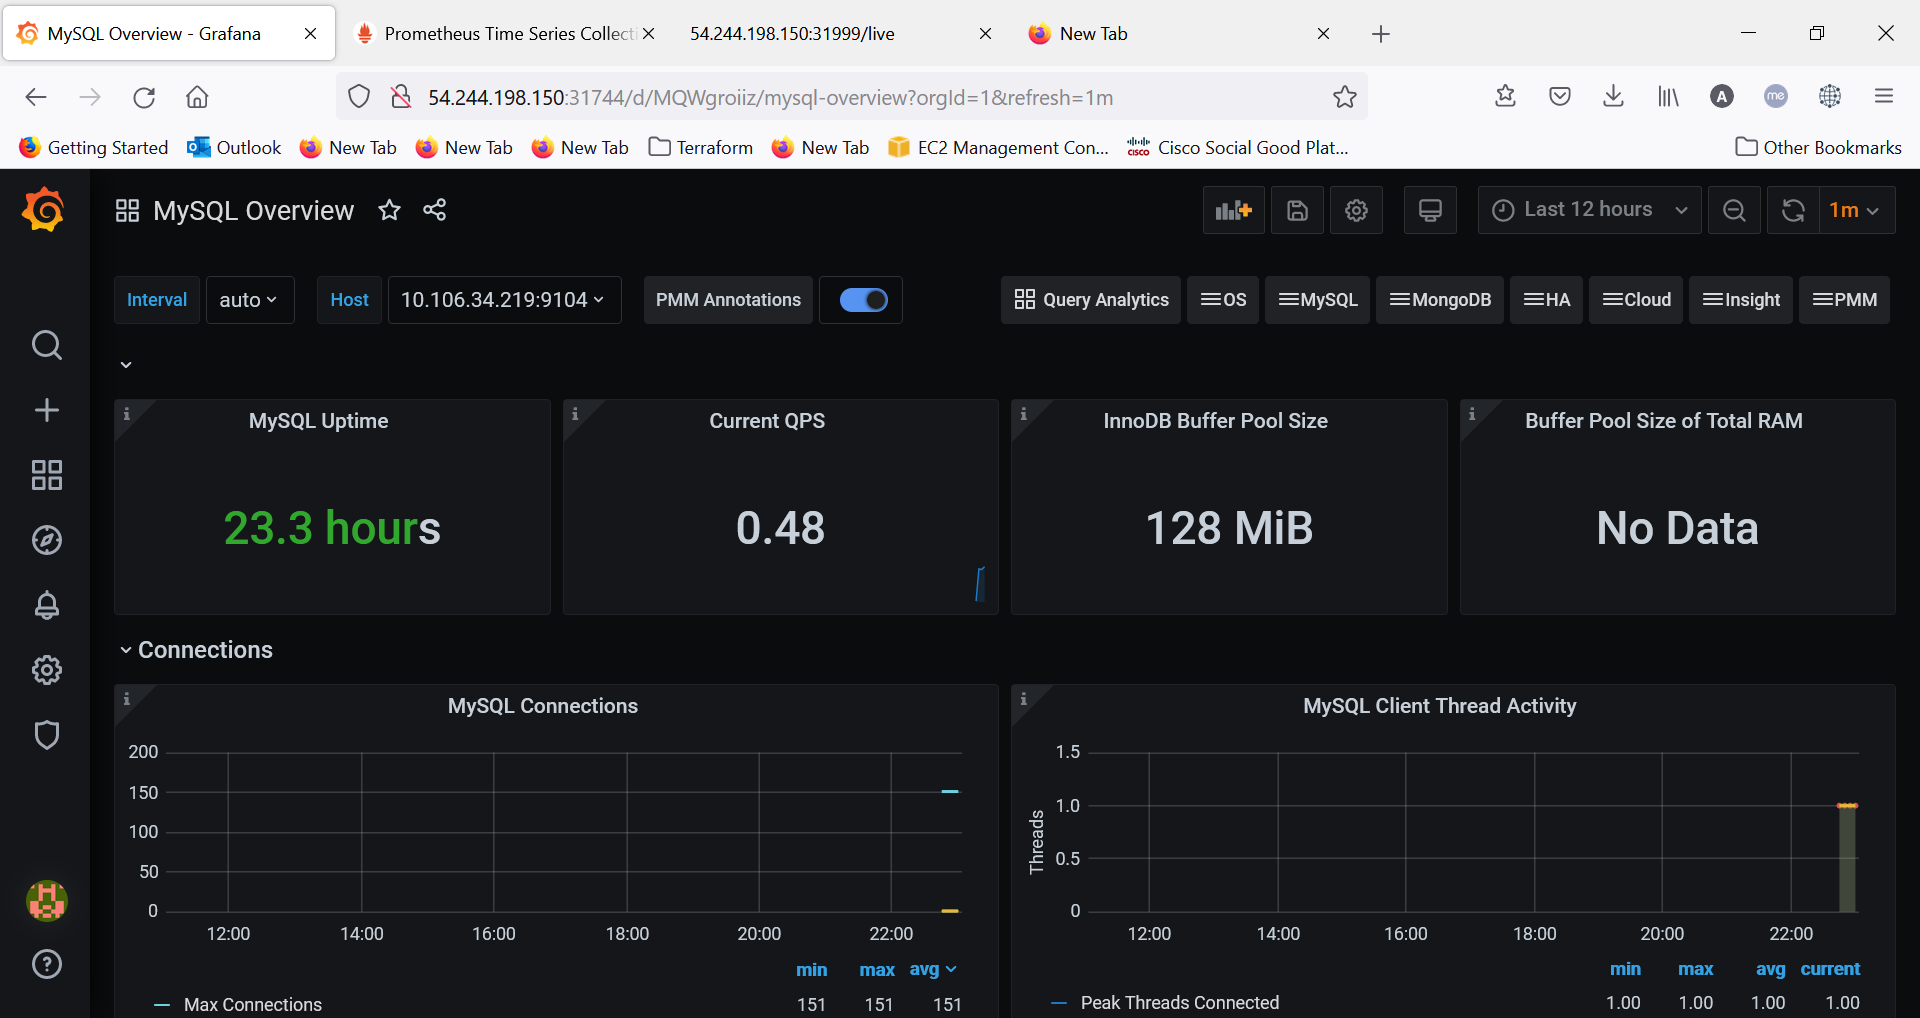 MySQL Overview - Grafana
Prometheus Time Series Collecti
54.244.198.150:31999/live
New Tab
54.244.198.150:31744/d/MQWgroiiz/mysql-overview?orgId=1&refresh=1m
A
me
Getting Started
Outlook
New Tab
New Tab
New Tab
Terraform
New Tab
EC2 Management Con...
CISCO
Cisco Social Good Plat...
Other Bookmarks
MySQL Overview
Last 12 hours
1m
Interval
auto
Host
10.106.34.219:9104
PMM Annotations
Query Analytics
OS
MySQL
MongoDB
HA
Cloud
Insight
PMM
MySQL Uptime
23.3 hours
Current QPS
0.48
InnoDB Buffer Pool Size
128 MiB
Buffer Pool Size of Total RAM
No Data
Connections
MySQL Connections
200
150
100
50
0
12:00 14:00 16:00 18:00 20:00 22:00
min max avg
Max Connections 151 151 151
MySQL Client Thread Activity
Threads
1.5
1.0
0.5
0
12:00 14:00 16:00 18:00 20:00 22:00
min max avg current
Peak Threads Connected 1.00 1.00 1.00 1.00